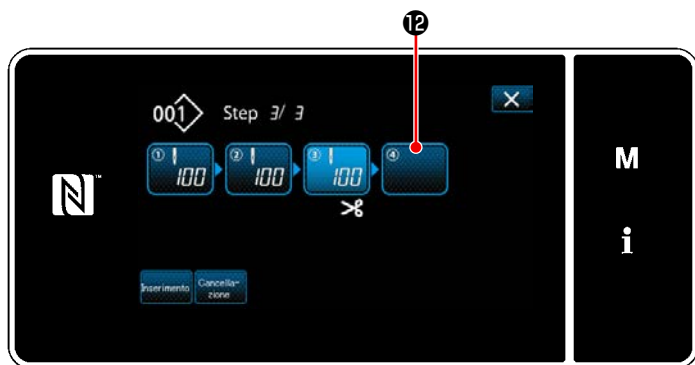 ⓬
001 Step 3/ 3
① 100 ② 100 ③ 100 ④
M
i
Inserimento Cancella-
zione